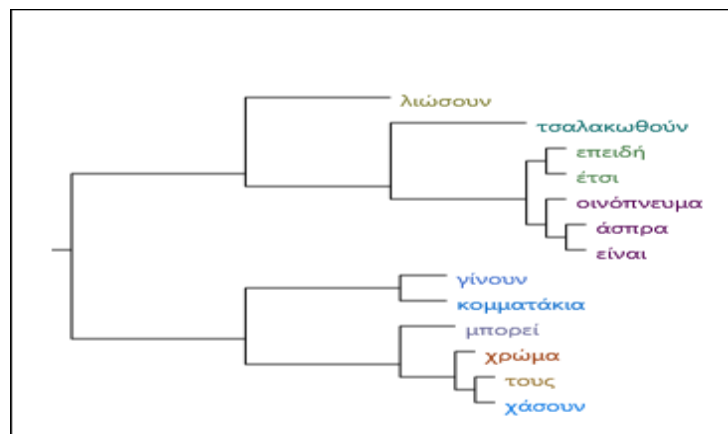 λιώσουν
τσαλακωθούν
επειδή
έτσι
οινόπνευμα
άσπρα
είναι
γίνουν
κομματάκια
μπορεί
χρώμα
τους
χάσουν